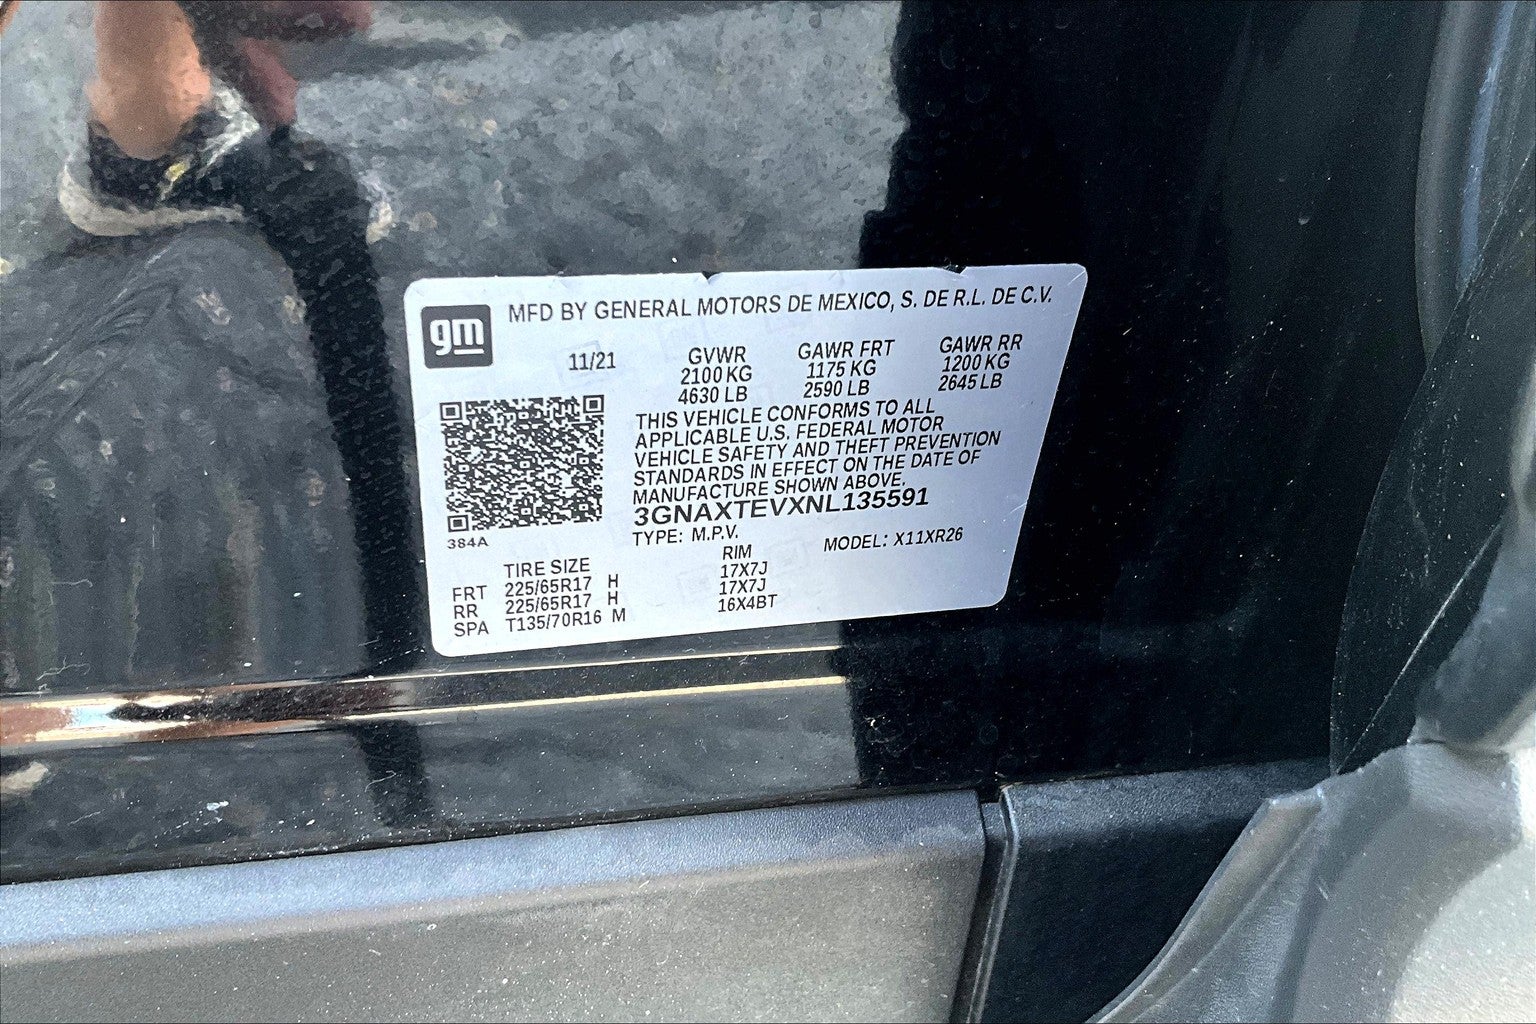 gm
MFD BY GENERAL MOTORS DE MEXICO, S. DE R.L. DE C.V.
11/21 GVWR GAWR FRT GAWR RR
2100 KG 1175 KG 1200 KG
4630 LB 2590 LB 2645 LB
THIS VEHICLE CONFORMS TO ALL
APPLICABLE U.S. FEDERAL MOTOR
VEHICLE SAFETY AND THEFT PREVENTION
STANDARDS IN EFFECT ON THE DATE OF
MANUFACTURE SHOWN ABOVE.
3GNAXTEVXNL135591
384A
TYPE: M.P.V. MODEL: X11XR26
TIRE SIZE RIM
FRT 225/65R17 H 17X7J
RR 225/65R17 H 17X7J
SPA T135/70R16 M 16X4BT